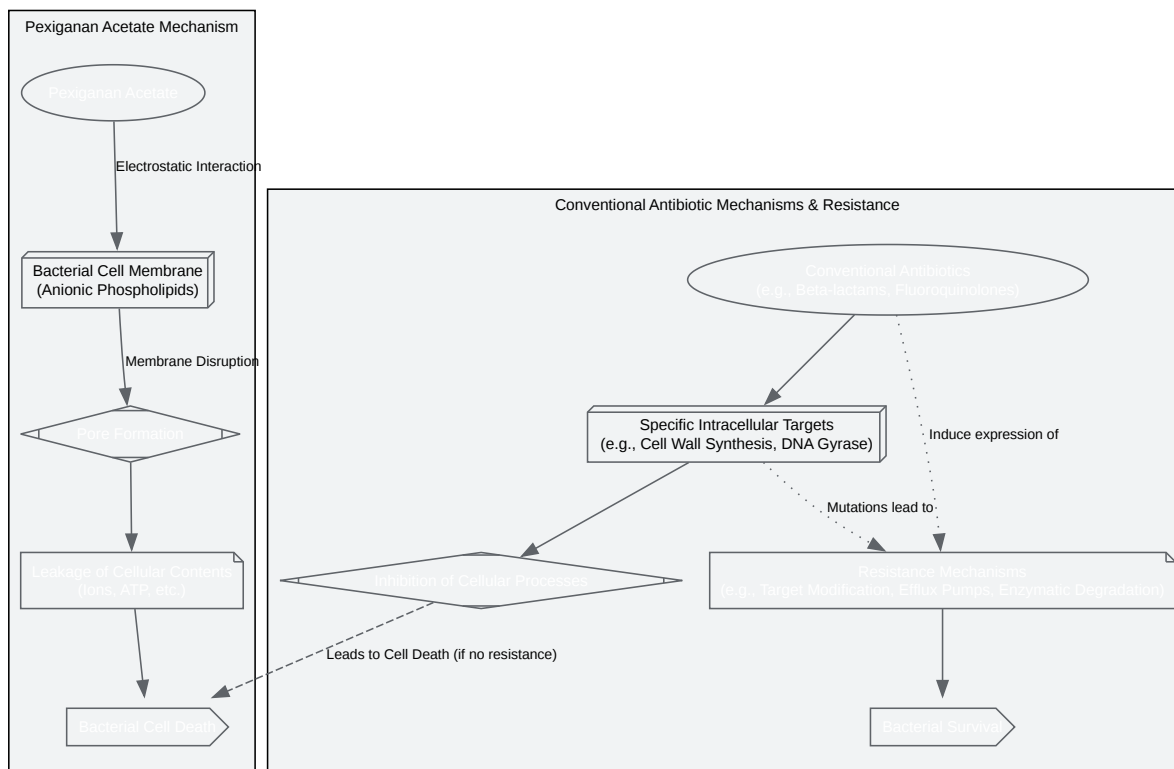 Pexiganan Acetate Mechanism
Pexiganan Acetate
Electrostatic Interaction
Bacterial Cell Membrane
(Anionic Phospholipids)
Membrane Disruption
Pore Formation
Leakage of Cellular Contents
(Ions, ATP, etc.)
Bacterial Cell Death
Conventional Antibiotic Mechanisms & Resistance
Conventional Antibiotics
(e.g., Beta-lactams, Fluoroquinolones)
Specific Intracellular Targets
(e.g., Cell Wall Synthesis, DNA Gyrase)
Induce expression of
Mutations lead to
Inhibition of Cellular Processes
Resistance Mechanisms
(e.g., Target Modification, Efflux Pumps, Enzymatic Degradation)
Leads to Cell Death (if no resistance)
Bacterial Survival